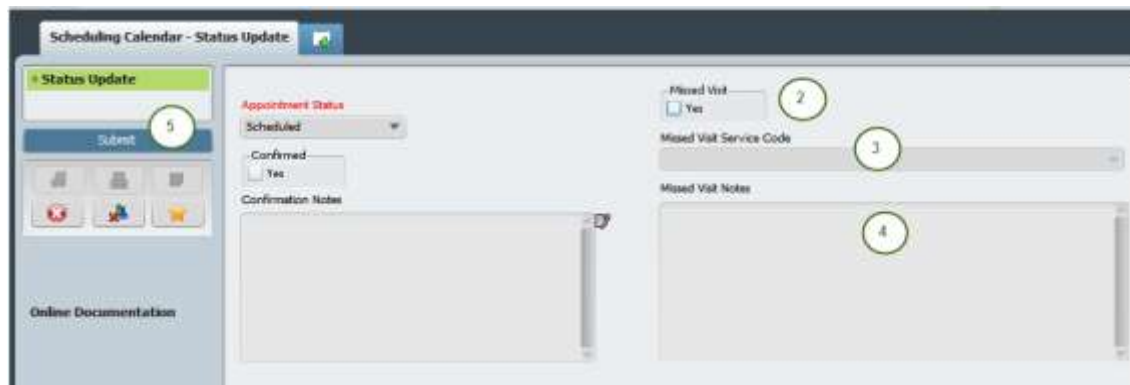 Scheduling Calendar - Status Update
Status Update
5
Submit
Online Documentation
Appointment Status
Scheduled
Confirmed
Yes
Confirmation Notes
Missed Visit
Yes
2
Missed Visit Service Code
3
Missed Visit Notes
4